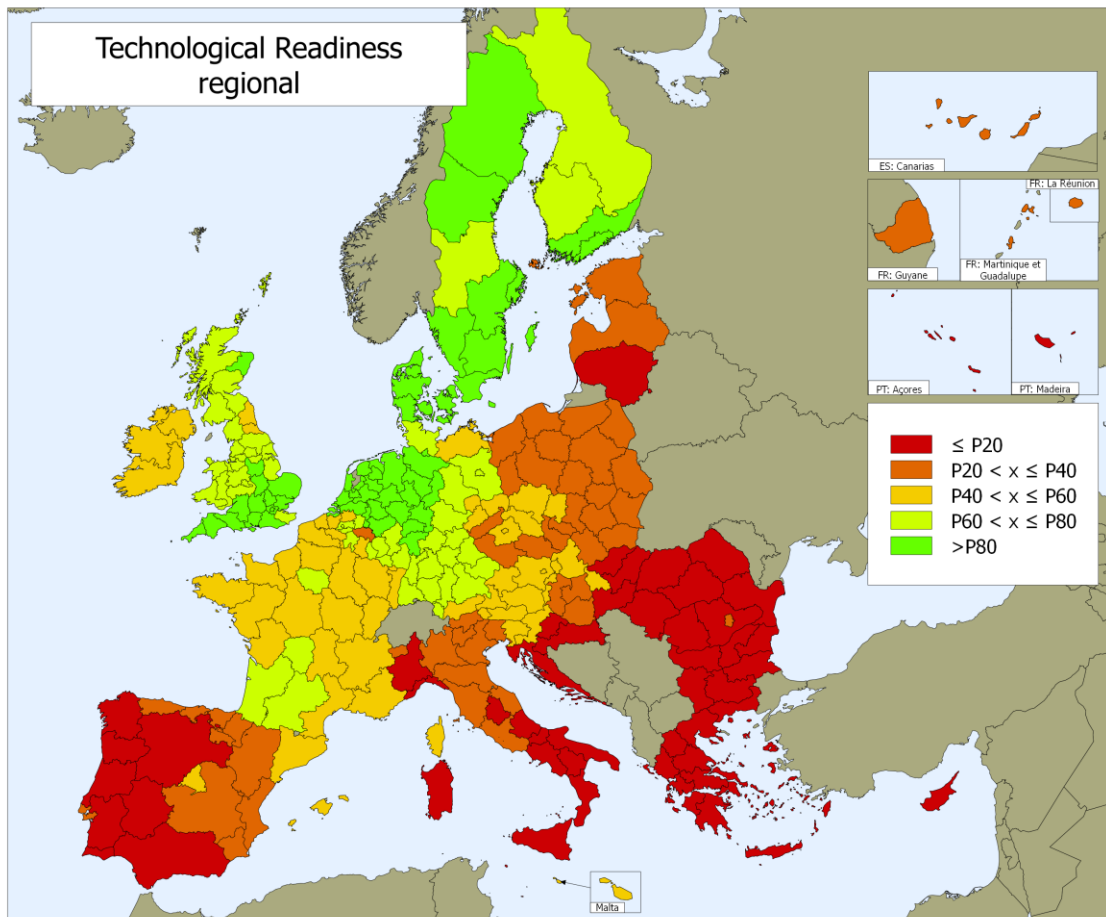 Technological Readiness
regional
ES: Canarias
FR: La Réunion
FR: Guyane
FR: Martinique et
Guadalupe
PT: Açores
PT: Madeira
≤ P20
P20 < x ≤ P40
P40 < x ≤ P60
P60 < x ≤ P80
>P80
Malta